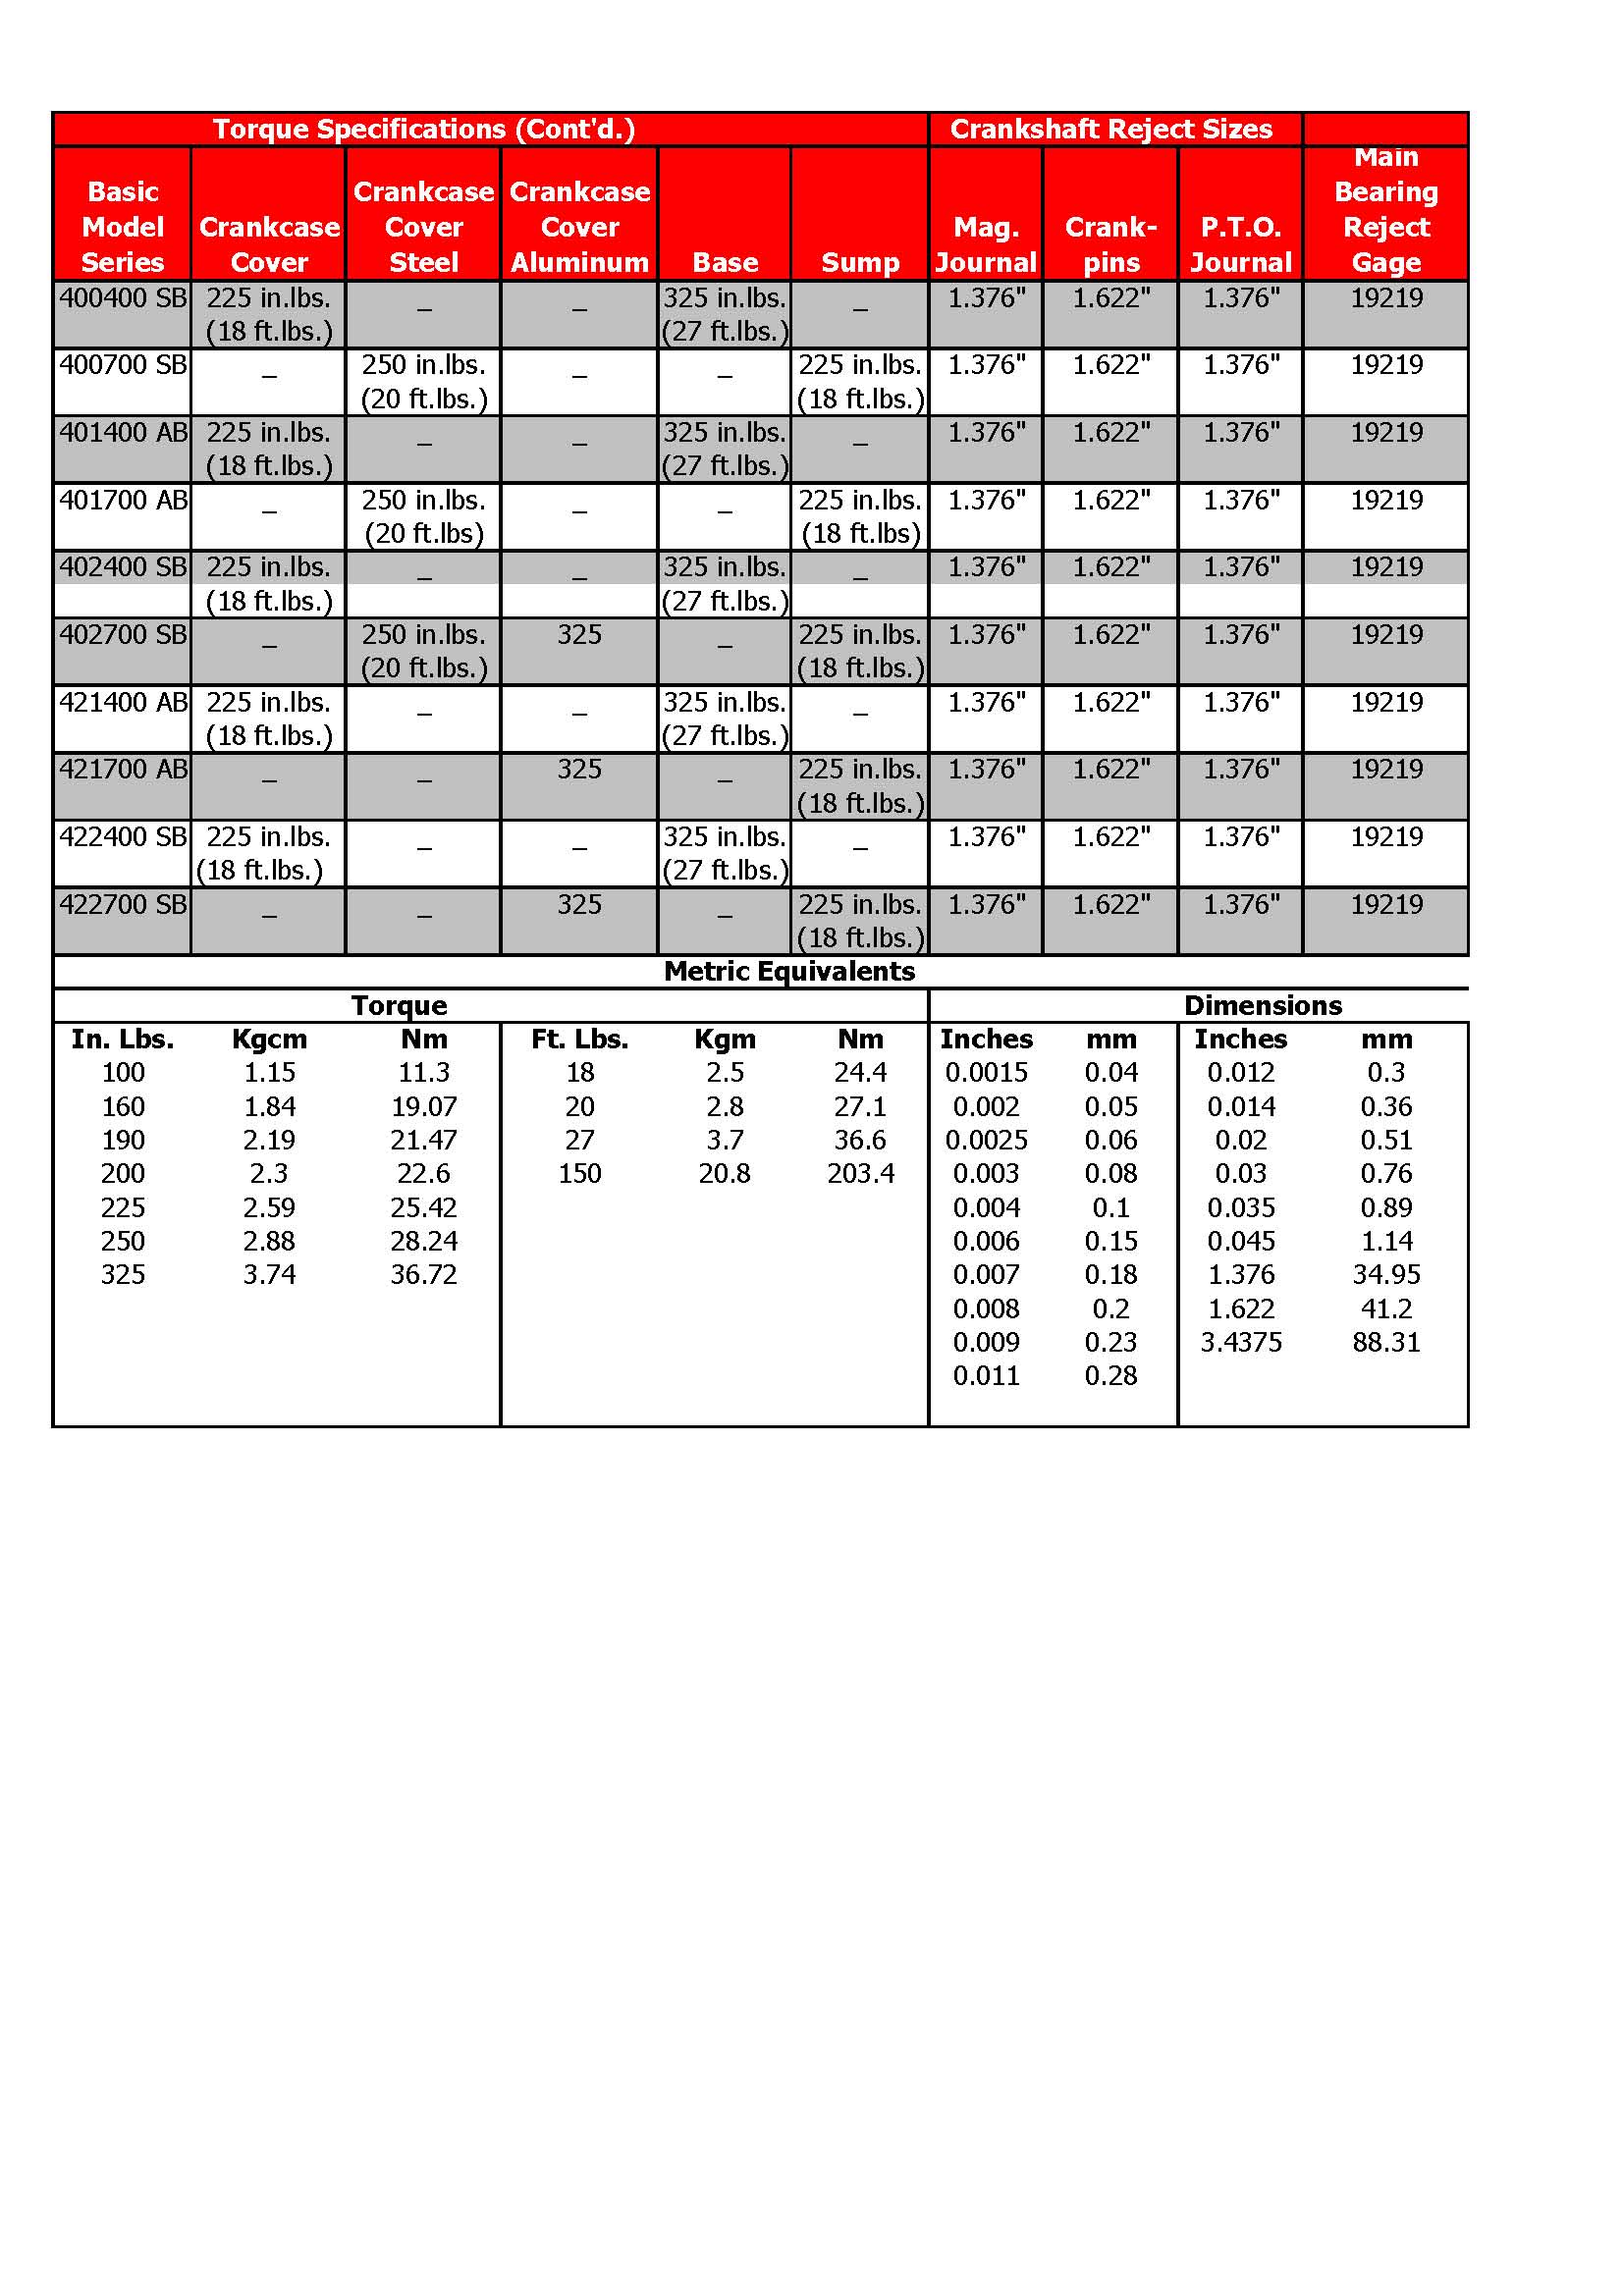 Torque Specifications (Cont'd.) Crankshaft Reject Sizes
Main
Basic Crankcase Crankcase Bearing
Model Crankcase Cover Cover Mag. Crank- P.T.O. Reject
Series Cover Steel Aluminum Base Sump Journal pins Journal Gage
400400 SB 225 in.lbs. _ _ 325 in.lbs. _ 1.376" 1.622" 1.376" 19219
(18 ft.lbs.) (27 ft.lbs.)
400700 SB _ 250 in.lbs. _ _ 225 in.lbs. 1.376" 1.622" 1.376" 19219
(20 ft.lbs.) (18 ft.lbs.)
401400 AB 225 in.lbs. _ _ 325 in.lbs. _ 1.376" 1.622" 1.376" 19219
(18 ft.lbs.) (27 ft.lbs.)
401700 AB _ 250 in.lbs. _ _ 225 in.lbs. 1.376" 1.622" 1.376" 19219
(20 ft.lbs) (18 ft.lbs)
402400 SB 225 in.lbs. _ _ 325 in.lbs. _ 1.376" 1.622" 1.376" 19219
(18 ft.lbs.) (27 ft.lbs.)
402700 SB _ 250 in.lbs. 325 _ 225 in.lbs. 1.376" 1.622" 1.376" 19219
(20 ft.lbs.) (18 ft.lbs.)
421400 AB 225 in.lbs. _ _ 325 in.lbs. _ 1.376" 1.622" 1.376" 19219
(18 ft.lbs.) (27 ft.lbs.)
421700 AB _ _ 325 _ 225 in.lbs. 1.376" 1.622" 1.376" 19219
(18 ft.lbs.)
422400 SB 225 in.lbs. _ _ 325 in.lbs. _ 1.376" 1.622" 1.376" 19219
(18 ft.lbs.) (27 ft.lbs.)
422700 SB _ _ 325 _ 225 in.lbs. 1.376" 1.622" 1.376" 19219
(18 ft.lbs.)
Metric Equivalents
Torque Dimensions
In. Lbs. Kgcm Nm Ft. Lbs. Kgm Nm Inches mm Inches mm
100 1.15 11.3 18 2.5 24.4 0.0015 0.04 0.012 0.3
160 1.84 19.07 20 2.8 27.1 0.002 0.05 0.014 0.36
190 2.19 21.47 27 3.7 36.6 0.0025 0.06 0.02 0.51
200 2.3 22.6 150 20.8 203.4 0.003 0.08 0.03 0.76
225 2.59 25.42 0.004 0.1 0.035 0.89
250 2.88 28.24 0.006 0.15 0.045 1.14
325 3.74 36.72 0.007 0.18 1.376 34.95
0.008 0.2 1.622 41.2
0.009 0.23 3.4375 88.31
0.011 0.28